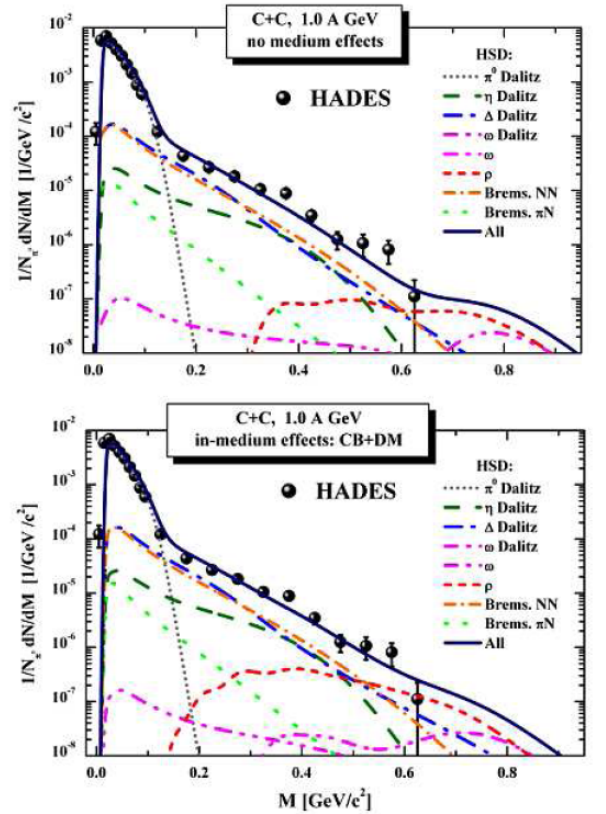 C+C, 1.0 A GeV
no medium effects
HADES
HSD:
π⁰ Dalitz
η Dalitz
Δ Dalitz
ω Dalitz
ω
ρ
Brems. NN
Brems. πN
All
10⁻²
10⁻³
10⁻⁴
10⁻⁵
10⁻⁶
10⁻⁷
10⁻⁸
1/N_π⁰ dN/dM [1/GeV /c²]
0.0 0.2 0.4 0.6 0.8
C+C, 1.0 A GeV
in-medium effects: CB+DM
HADES
HSD:
π⁰ Dalitz
η Dalitz
Δ Dalitz
ω Dalitz
ω
ρ
Brems. NN
Brems. πN
All
10⁻²
10⁻³
10⁻⁴
10⁻⁵
10⁻⁶
10⁻⁷
10⁻⁸
1/N_π⁰ dN/dM [1/GeV /c²]
0.0 0.2 0.4 0.6 0.8
M [GeV/c²]